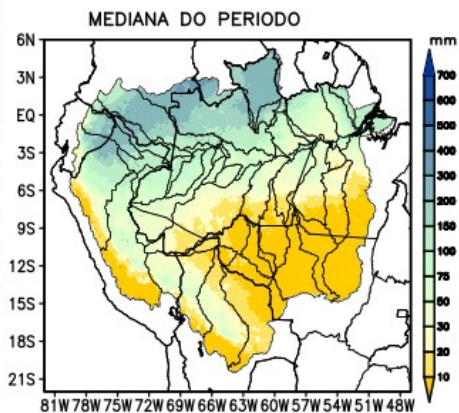 MEDIANA DO PERIODO
mm
6N
3N
EQ
3S
6S
9S
12S
15S
18S
21S
700
600
500
400
300
200
150
100
75
50
30
20
10
81W 78W 75W 72W 69W 66W 63W 60W 57W 54W 51W 48W